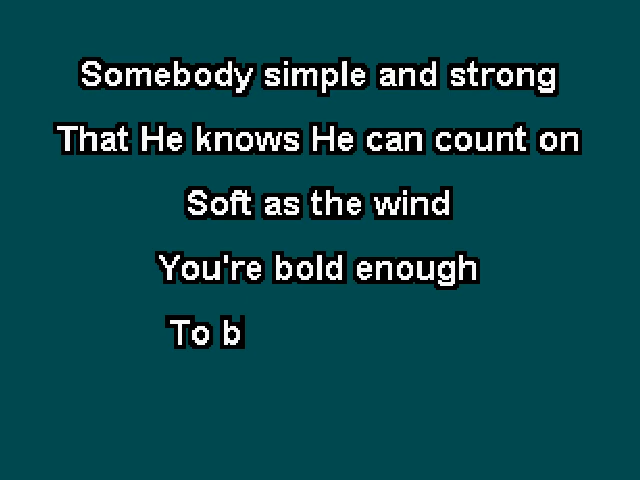 Somebody simple and strong
That He knows He can count on
Soft as the wind
You're bold enough
To b